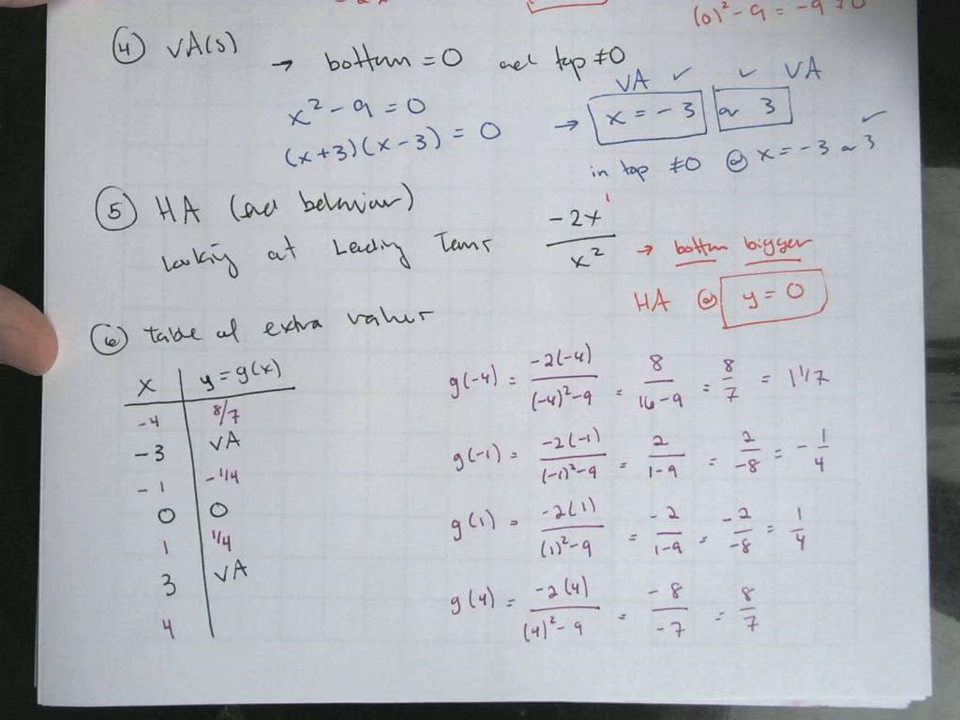 (0)² - 9 = -9 ≠ 0
④ VA(s)
→ bottom = 0 and top ≠ 0
x² - 9 = 0
(x+3)(x-3) = 0
VA ✓ ✓ VA
→ x = -3 or 3
in top ≠ 0 @ x = -3 or 3 ✓
⑤ HA (end behavior)
Looking at Leading Terms
-2x¹/x² → bottom bigger
HA @ y = 0
⑥ Table of extra values
x | y = g(x)
-4 | 8/7
-3 | VA
-1 | -1/4
0 | 0
1 | 1/4
3 | VA
4 |
g(-4) = -2(-4)/(-4)²-9 = 8/16-9 = 8/7 = 1 1/7
g(-1) = -2(-1)/(-1)²-9 = 2/1-9 = 2/-8 = -1/4
g(1) = -2(1)/(1)²-9 = -2/1-9 = -2/-8 = 1/4
g(4) = -2(4)/(4)²-9 = -8/-7 = 8/7